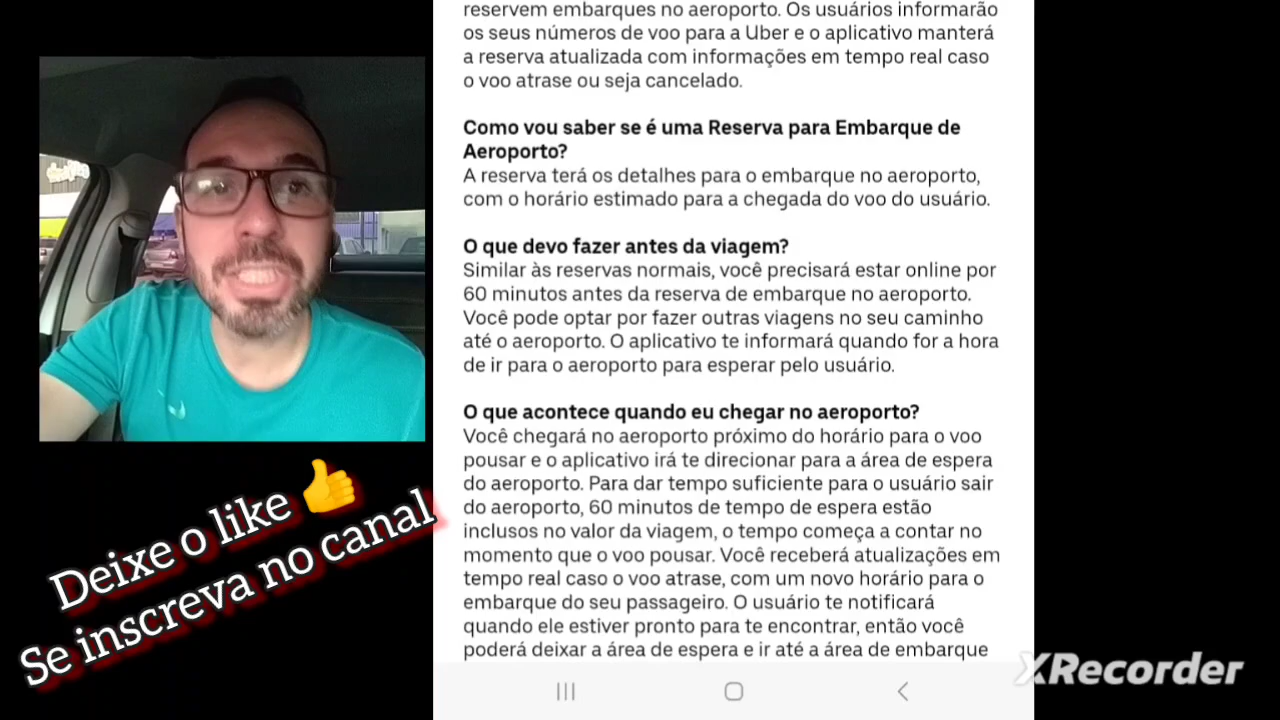 reservem embarques no aeroporto. Os usuários informarão
os seus números de voo para a Uber e o aplicativo manterá
a reserva atualizada com informações em tempo real caso
o voo atrase ou seja cancelado.
Como vou saber se é uma Reserva para Embarque de
Aeroporto?
A reserva terá os detalhes para o embarque no aeroporto,
com o horário estimado para a chegada do voo do usuário.
O que devo fazer antes da viagem?
Similar às reservas normais, você precisará estar online por
60 minutos antes da reserva de embarque no aeroporto.
Você pode optar por fazer outras viagens no seu caminho
até o aeroporto. O aplicativo te informará quando for a hora
de ir para o aeroporto para esperar pelo usuário.
O que acontece quando eu chegar no aeroporto?
Você chegará no aeroporto próximo do horário para o voo
pousar e o aplicativo irá te direcionar para a área de espera
do aeroporto. Para dar tempo suficiente para o usuário sair
do aeroporto, 60 minutos de tempo de espera estão
inclusos no valor da viagem, o tempo começa a contar no
momento que o voo pousar. Você receberá atualizações em
tempo real caso o voo atrase, com um novo horário para o
embarque do seu passageiro. O usuário te notificará
quando ele estiver pronto para te encontrar, então você
poderá deixar a área de espera e ir até a área de embarque
Deixe o like 👍
Se inscreva no canal
XRecorder